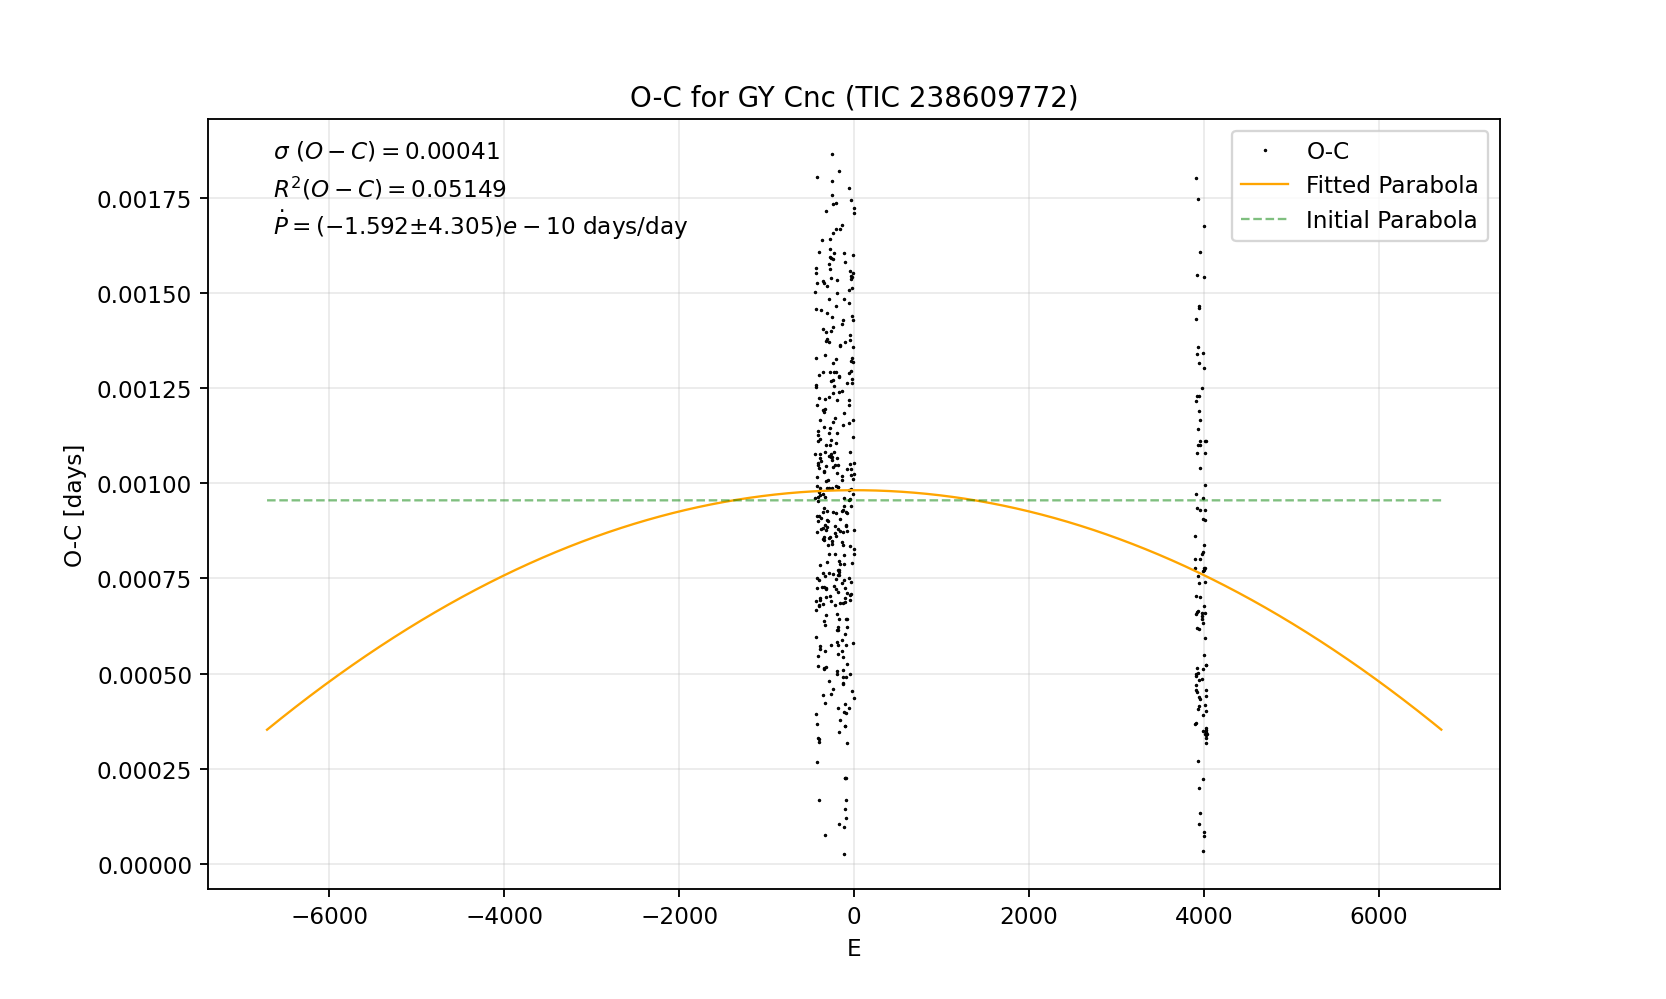 O-C for GY Cnc (TIC 238609772)
σ (O − C) = 0.00041
R²(O − C) = 0.05149
Ṗ = (−1.592±4.305)e − 10 days/day
O-C
Fitted Parabola
Initial Parabola
O-C [days]
0.00175
0.00150
0.00125
0.00100
0.00075
0.00050
0.00025
0.00000
−6000 −4000 −2000 0 2000 4000 6000
E